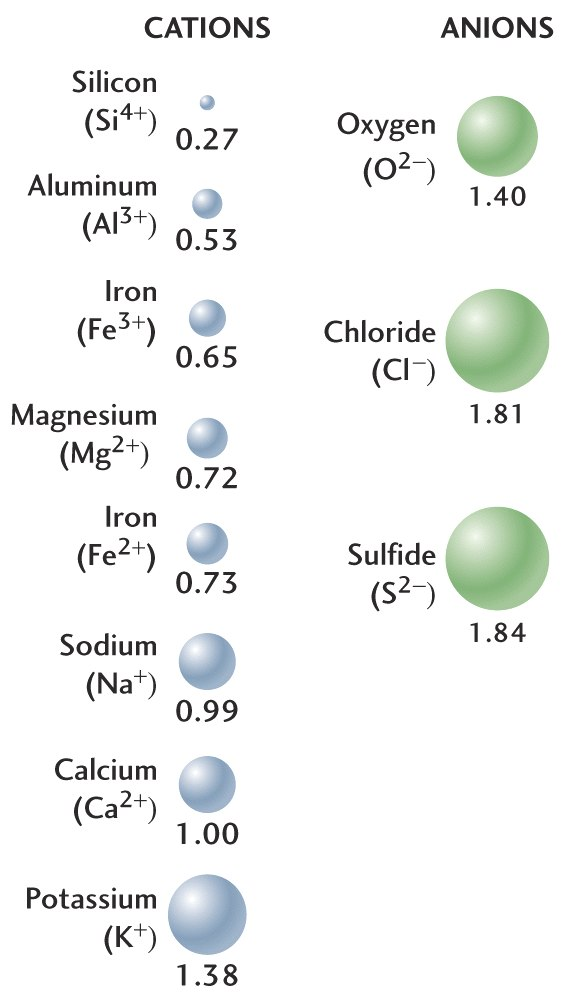 CATIONS
Silicon
(Si⁴⁺)
0.27
Aluminum
(Al³⁺)
0.53
Iron
(Fe³⁺)
0.65
Magnesium
(Mg²⁺)
0.72
Iron
(Fe²⁺)
0.73
Sodium
(Na⁺)
0.99
Calcium
(Ca²⁺)
1.00
Potassium
(K⁺)
1.38
ANIONS
Oxygen
(O²⁻)
1.40
Chloride
(Cl⁻)
1.81
Sulfide
(S²⁻)
1.84